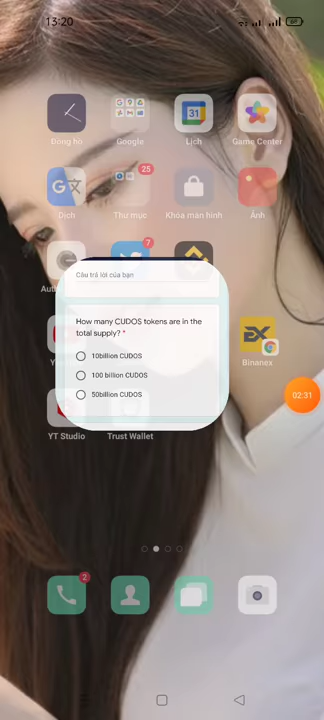 13:20
31
Đồng hồ
Google
Lịch
Game Center
25
Dịch
Thư mục
Khóa màn hình
Ảnh
7
Câu trả lời của bạn
How many CUDOS tokens are in the
total supply? *
10billion CUDOS
100 billion CUDOS
50billion CUDOS
Binanex
02:31
YT Studio
Trust Wallet
2